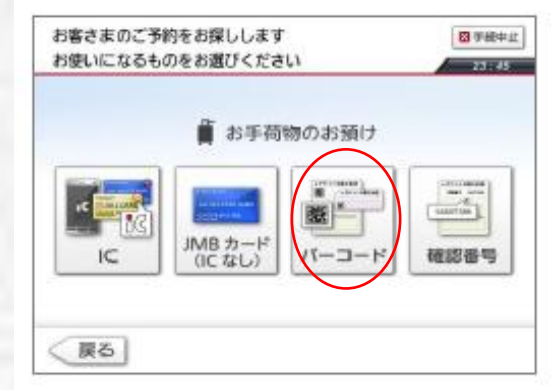 お客さまのご予約をお探しします
お使いになるものをお選びください
手続中止
23:45
お手荷物のお預け
IC
JMB カード
(IC なし)
バーコード
確認番号
戻る